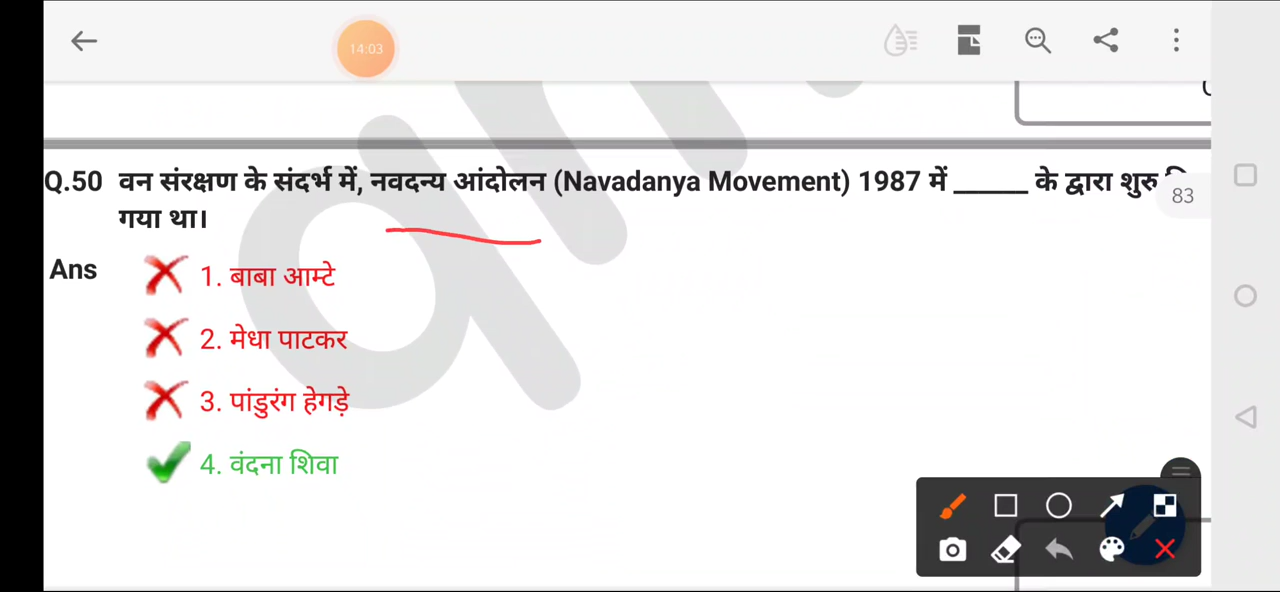 14:03
Q.50 वन संरक्षण के संदर्भ में, नवदन्य आंदोलन (Navadanya Movement) 1987 में _____ के द्वारा शुरु
83
गया था।
Ans
1. बाबा आम्टे
2. मेधा पाटकर
3. पांडुरंग हेगड़े
4. वंदना शिवा